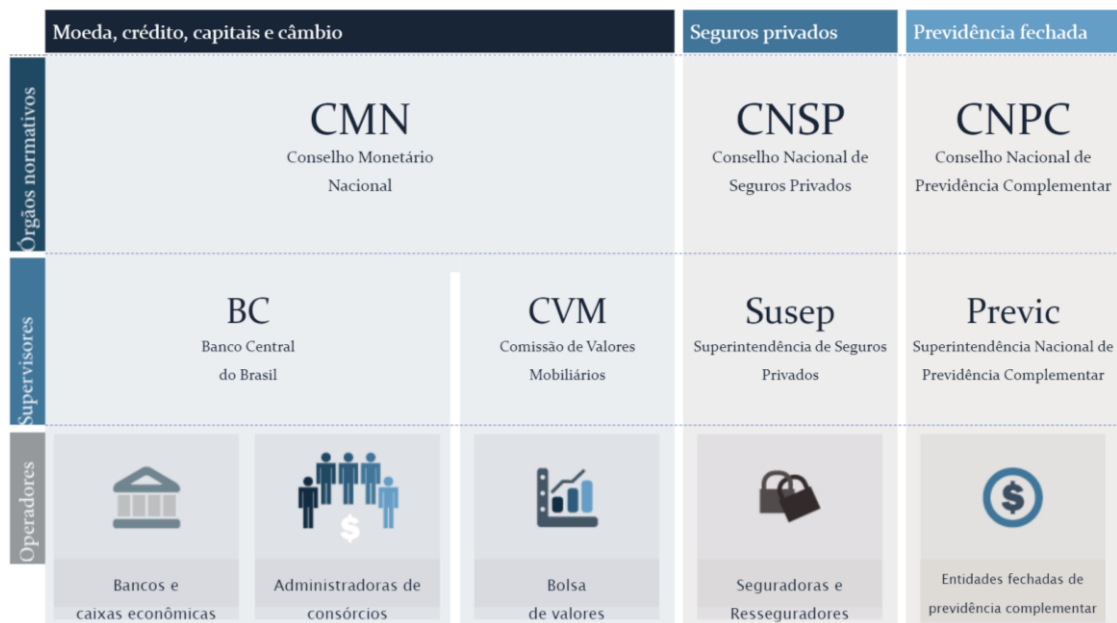 Moeda, crédito, capitais e câmbio
Seguros privados
Previdência fechada
Órgãos normativos
CMN
Conselho Monetário
Nacional
CNSP
Conselho Nacional de
Seguros Privados
CNPC
Conselho Nacional de
Previdência Complementar
Supervisores
BC
Banco Central
do Brasil
CVM
Comissão de Valores
Mobiliários
Susep
Superintendência de Seguros
Privados
Previc
Superintendência Nacional de
Previdência Complementar
Operadores
$
$
Bancos e
caixas econômicas
Administradoras de
consórcios
Bolsa
de valores
Seguradoras e
Resseguradores
Entidades fechadas de
previdência complementar